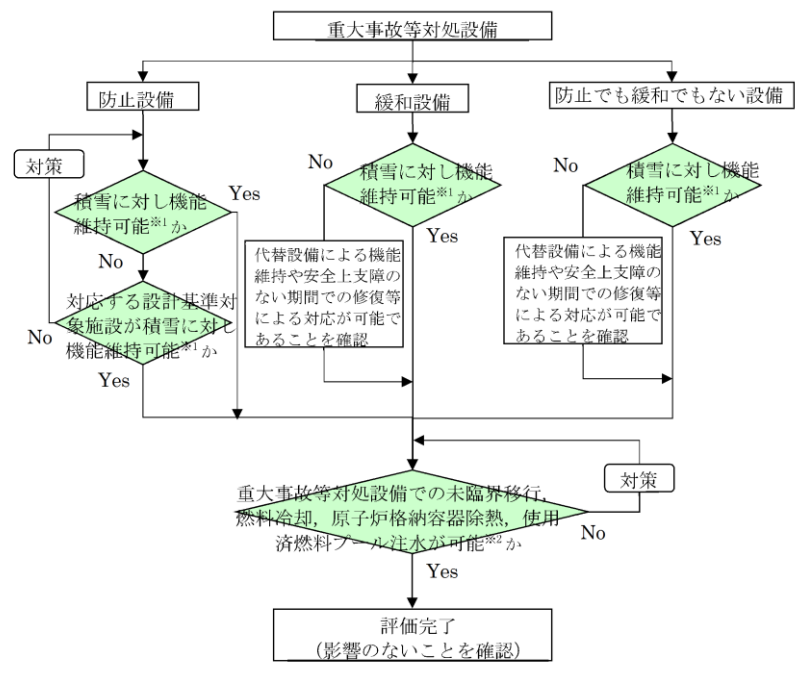 重大事故等対処設備
防止設備
緩和設備
防止でも緩和でもない設備
対策
積雪に対し機能
維持可能※1か
Yes
No
対応する設計基準対
象施設が積雪に対し
機能維持可能※1か
No
Yes
No
積雪に対し機能
維持可能※1か
Yes
代替設備による機能
維持や安全上支障の
ない期間での修復等
による対応が可能で
あることを確認
No
積雪に対し機能
維持可能※1か
Yes
代替設備による機能
維持や安全上支障の
ない期間での修復等
による対応が可能で
あることを確認
対策
重大事故等対処設備での未臨界移行，
燃料冷却，原子炉格納容器除熱，使用
済燃料プール注水が可能※2か
No
Yes
評価完了
（影響のないことを確認）